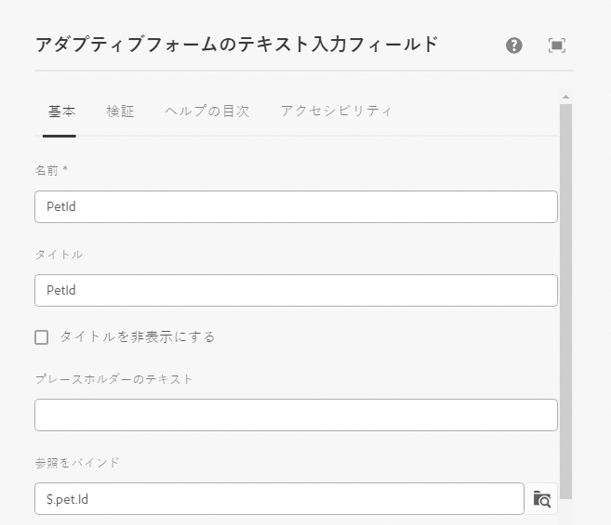 アダプティブフォームのテキスト入力フィールド
基本 検証 ヘルプの目次 アクセシビリティ
名前 *
PetId
タイトル
PetId
タイトルを非表示にする
プレースホルダーのテキスト
参照をバインド
$.pet.Id